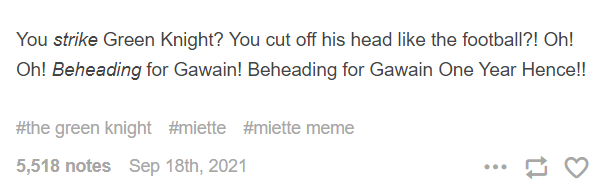 You strike Green Knight? You cut off his head like the football?! Oh!
Oh! Beheading for Gawain! Beheading for Gawain One Year Hence!!
#the green knight #miette #miette meme
5,518 notes Sep 18th, 2021